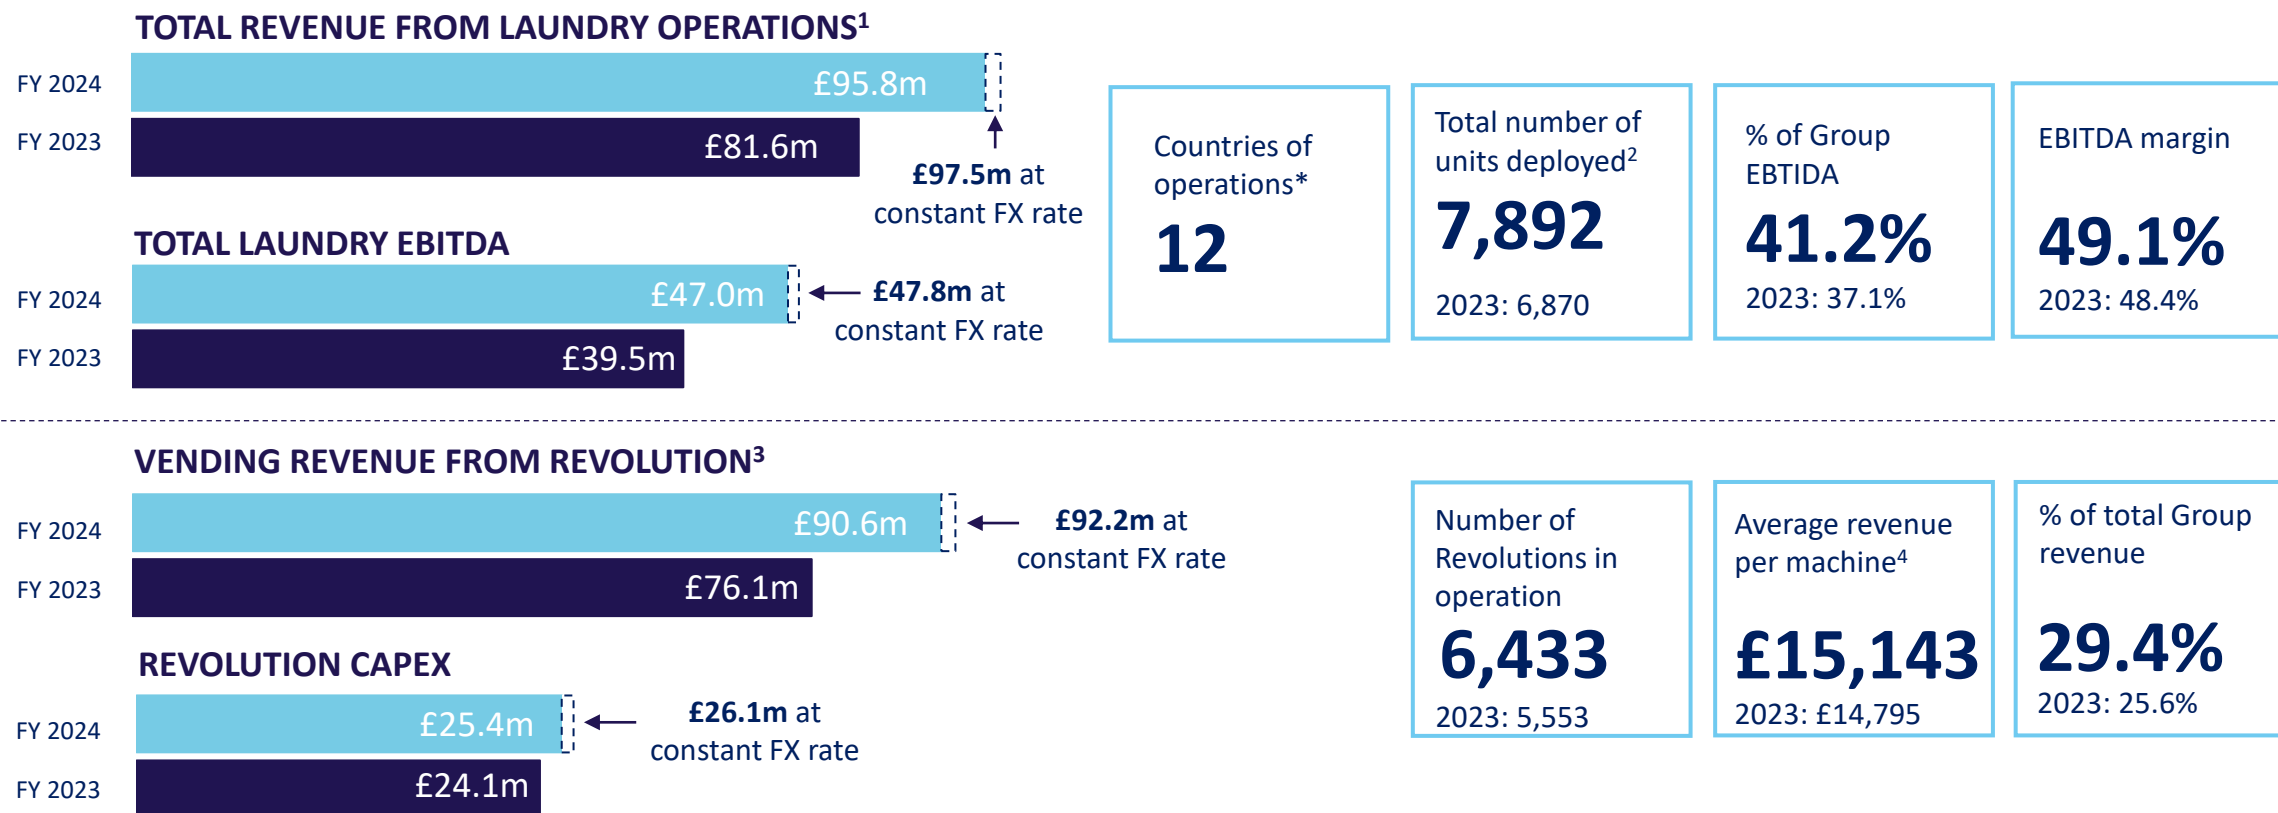 TOTAL REVENUE FROM LAUNDRY OPERATIONS¹
FY 2024
£95.8m
FY 2023
£81.6m
£97.5m at
constant FX rate
TOTAL LAUNDRY EBITDA
FY 2024
£47.0m
£47.8m at
constant FX rate
FY 2023
£39.5m
Countries of
operations*
12
Total number of
units deployed²
7,892
2023: 6,870
% of Group
EBTIDA
41.2%
2023: 37.1%
EBITDA margin
49.1%
2023: 48.4%
VENDING REVENUE FROM REVOLUTION³
FY 2024
£90.6m
£92.2m at
constant FX rate
FY 2023
£76.1m
REVOLUTION CAPEX
FY 2024
£25.4m
£26.1m at
constant FX rate
FY 2023
£24.1m
Number of
Revolutions in
operation
6,433
2023: 5,553
Average revenue
per machine⁴
£15,143
2023: £14,795
% of total Group
revenue
29.4%
2023: 25.6%